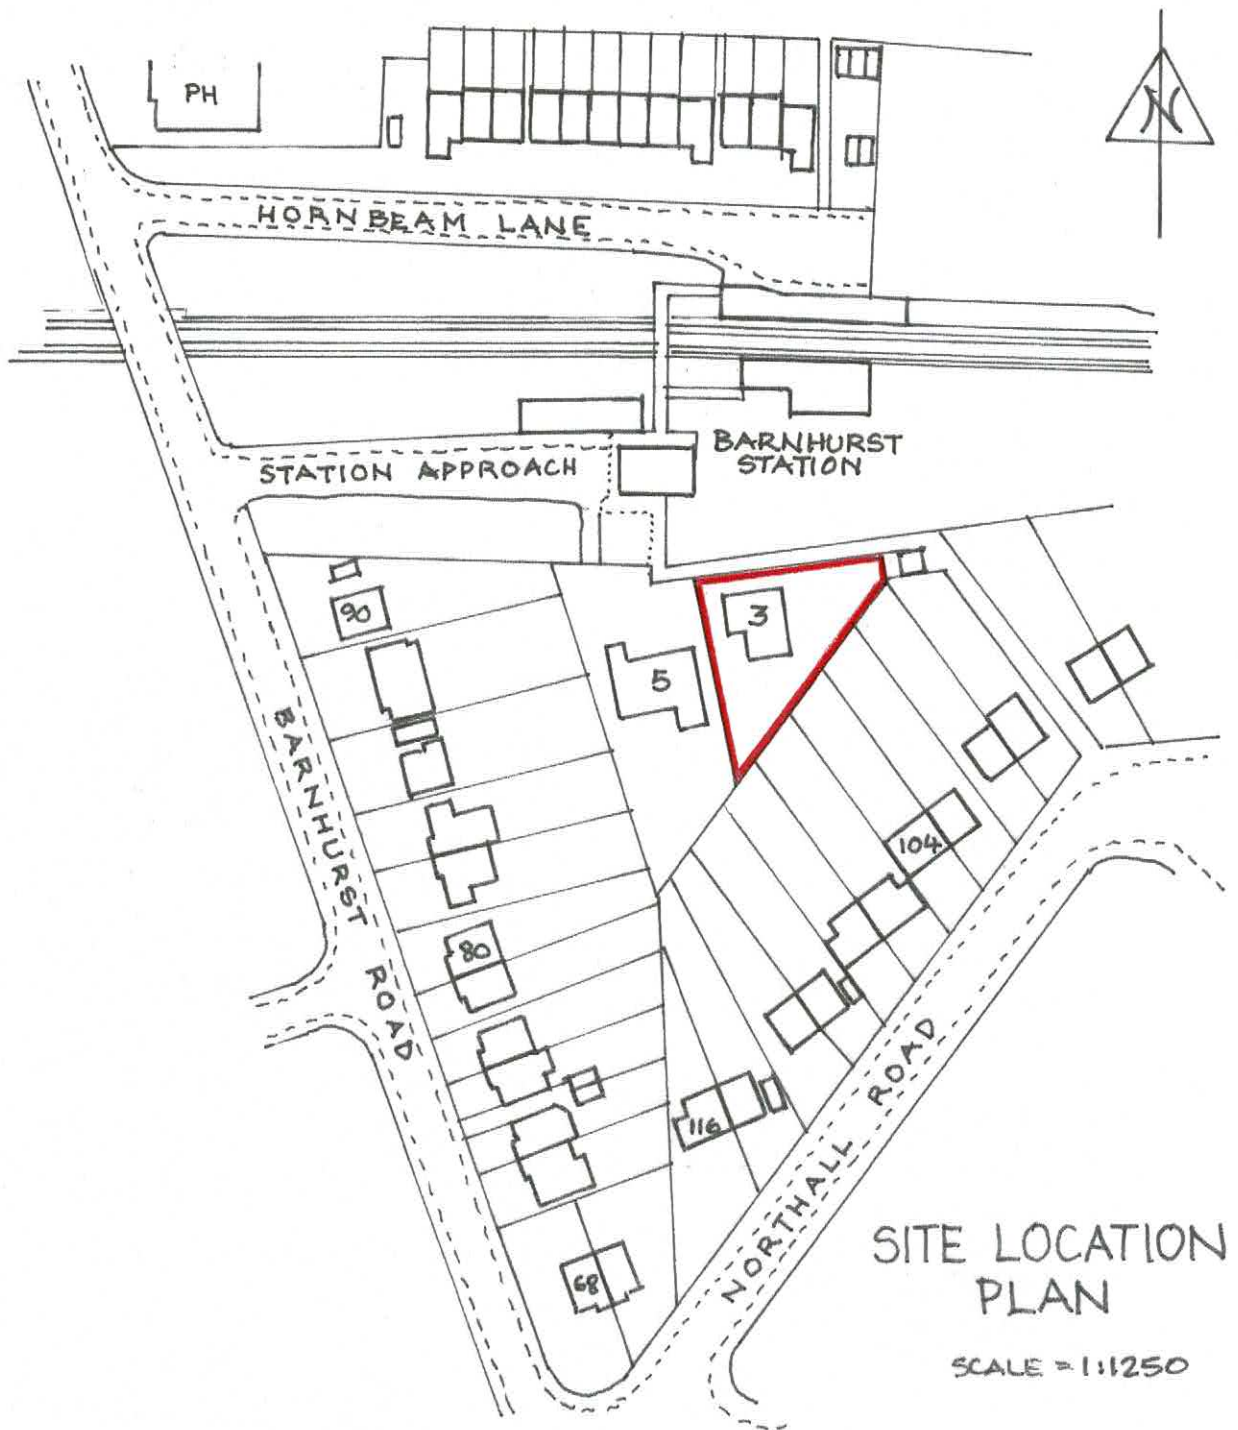 PH
N
HORNBEAM LANE
BARNHURST
STATION
STATION APPROACH
90
3
5
BARNHURST ROAD
104
80
116
NORTHALL ROAD
68
SITE LOCATION
PLAN
SCALE = 1:1250